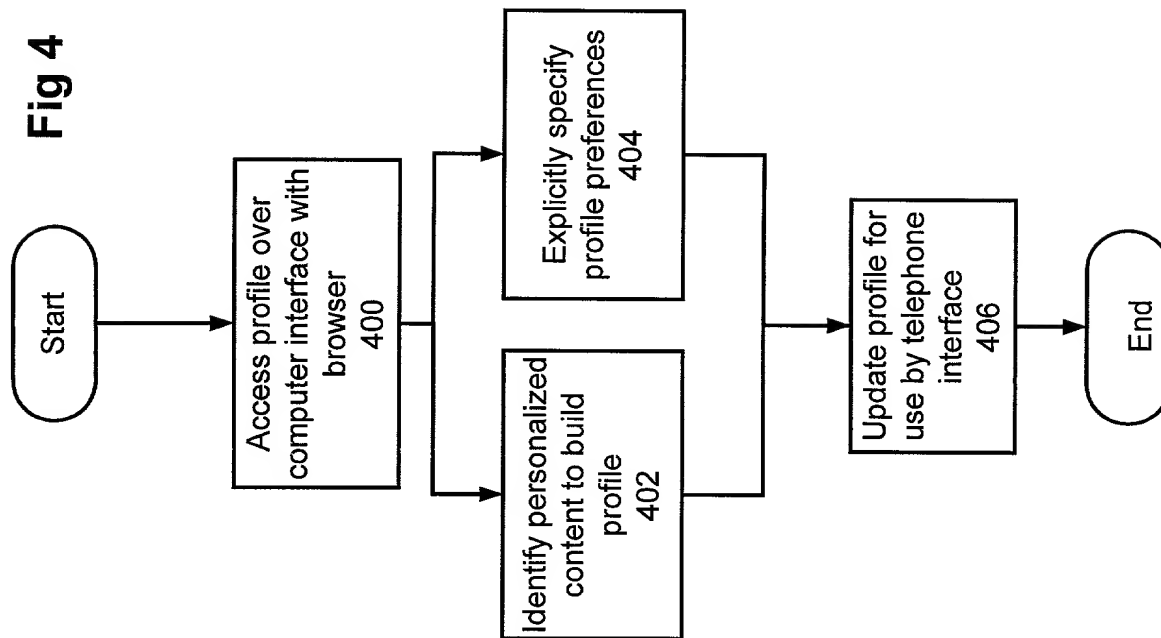 Fig 4
Start
Access profile over
computer interface with
browser
400
Identify personalized
content to build
profile
402
Explicitly specify
profile preferences
404
Update profile for
use by telephone
interface
406
End